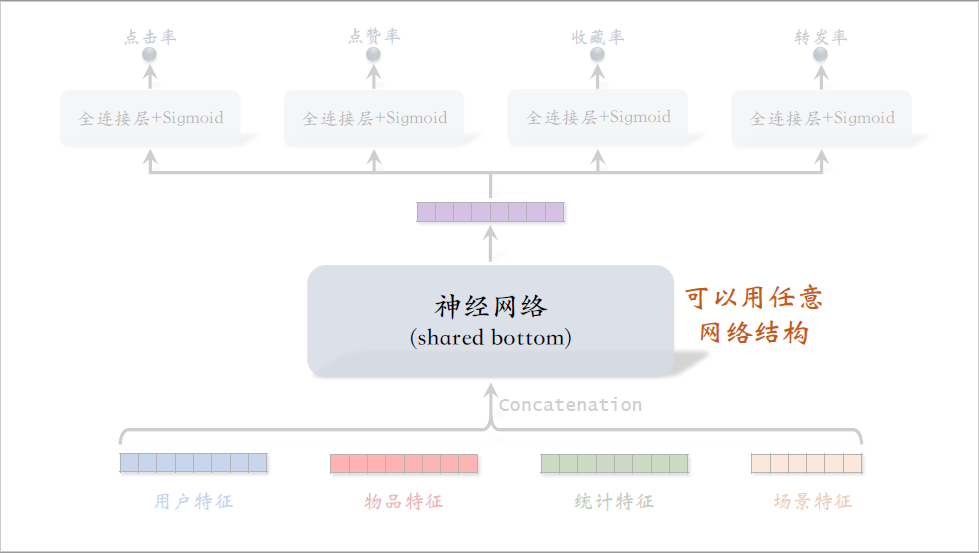 点击率 点赞率 收藏率 转发率
全连接层+Sigmoid 全连接层+Sigmoid 全连接层+Sigmoid 全连接层+Sigmoid
神经网络
(shared bottom)
可以用任意
网络结构
Concatenation
用户特征 物品特征 统计特征 场景特征